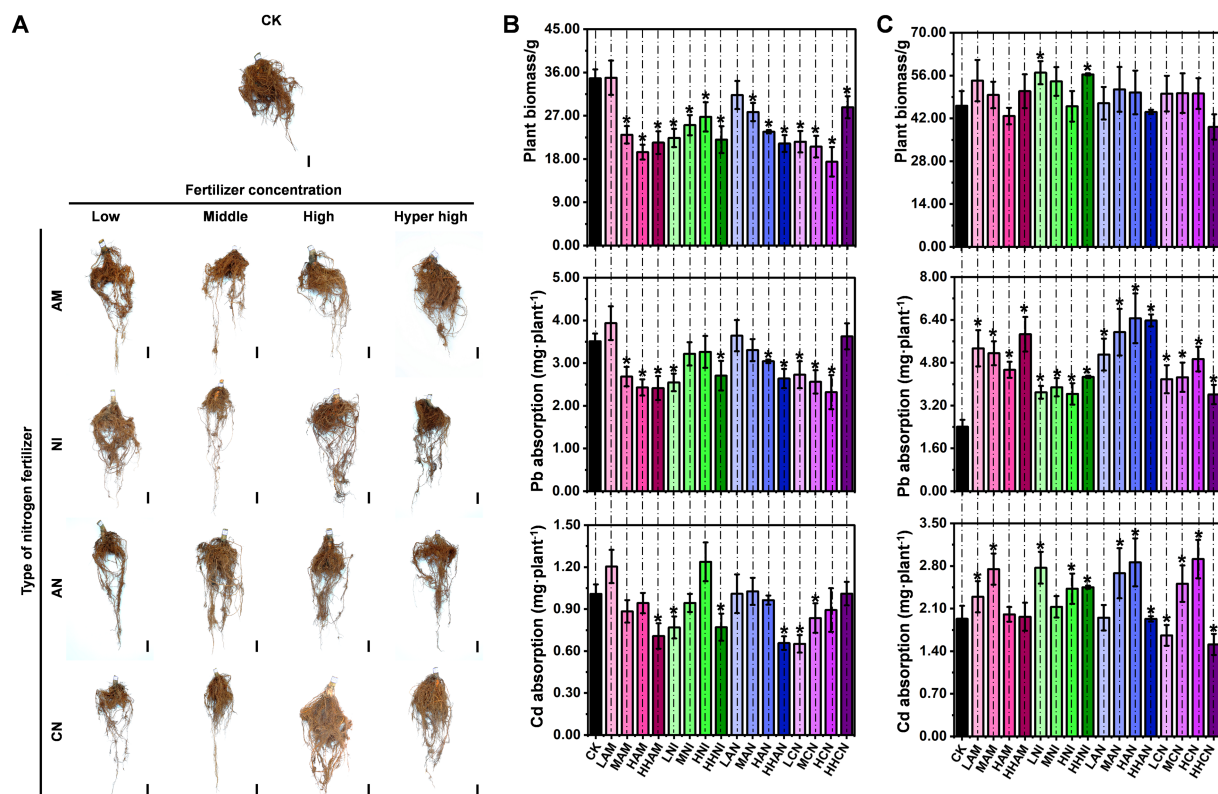 A
CK
Fertilizer concentration
Low Middle High Hyper high
Type of nitrogen fertilizer
AM
NI
AN
CN
B
Plant biomass/g
45.00
36.00
27.00
18.00
9.00
0.00
* * * * * * * * * * * * * *
Pb absorption (mg·plant⁻¹)
5.00
4.00
3.00
2.00
1.00
0.00
* * * * * * * * * *
Cd absorption (mg·plant⁻¹)
1.50
1.20
0.90
0.60
0.30
0.00
* * * * * *
CK LAM MAM HAM HHAM LNI MNI HNI HHNI LAN MAN HAN HHAN LCN MCN HCN HHCN
C
Plant biomass/g
70.00
56.00
42.00
28.00
14.00
0.00
* *
Pb absorption (mg·plant⁻¹)
8.00
6.40
4.80
3.20
1.60
0.00
* * * * * * * * * * * * * * * *
Cd absorption (mg·plant⁻¹)
3.50
2.80
2.10
1.40
0.70
0.00
* * * * * * * * * * * *
CK LAM MAM HAM HHAM LNI MNI HNI HHNI LAN MAN HAN HHAN LCN MCN HCN HHCN